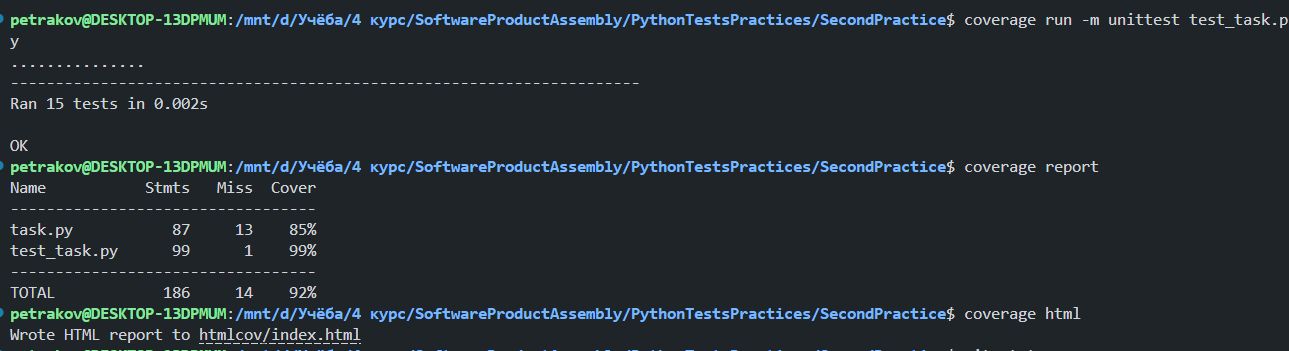 petrakov@DESKTOP-13DPMUM:/mnt/d/Учёба/4 курс/SoftwareProductAssembly/PythonTestsPractices/SecondPractice$ coverage run -m unittest test_task.p
y
...............
----------------------------------------------------------------------
Ran 15 tests in 0.002s
OK
petrakov@DESKTOP-13DPMUM:/mnt/d/Учёба/4 курс/SoftwareProductAssembly/PythonTestsPractices/SecondPractice$ coverage report
Name           Stmts   Miss  Cover
----------------------------------
task.py           87     13    85%
test_task.py      99      1    99%
----------------------------------
TOTAL            186     14    92%
petrakov@DESKTOP-13DPMUM:/mnt/d/Учёба/4 курс/SoftwareProductAssembly/PythonTestsPractices/SecondPractice$ coverage html
Wrote HTML report to htmlcov/index.html